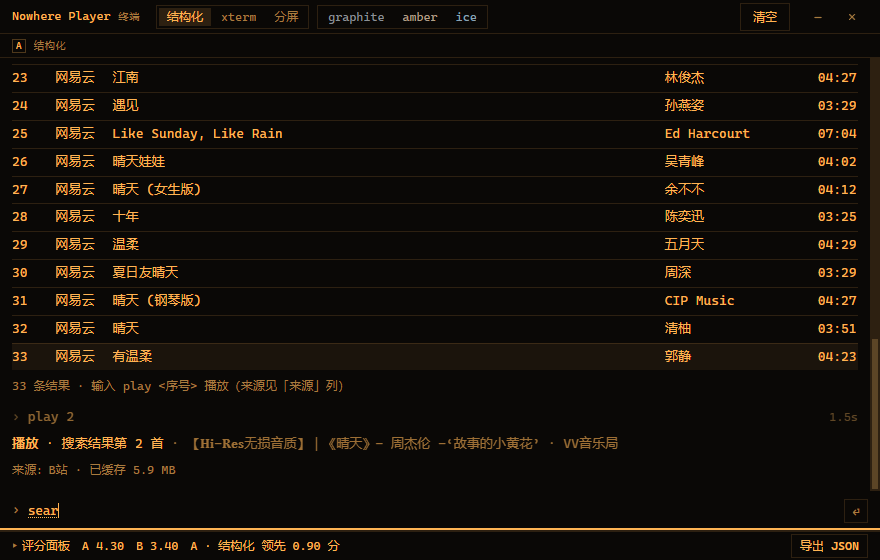 Nowhere Player 终端 结构化 xterm 分屏 graphite amber ice 清空 — ×
A 结构化
23 网易云 江南 林俊杰 04:27
24 网易云 遇见 孙燕姿 03:29
25 网易云 Like Sunday, Like Rain Ed Harcourt 07:04
26 网易云 晴天娃娃 吴青峰 04:02
27 网易云 晴天 (女生版) 余不不 04:12
28 网易云 十年 陈奕迅 03:25
29 网易云 温柔 五月天 04:29
30 网易云 夏日友晴天 周深 03:29
31 网易云 晴天 (钢琴版) CIP Music 04:27
32 网易云 晴天 清柚 03:51
33 网易云 有温柔 郭静 04:23
33 条结果 · 输入 play <序号> 播放（来源见「来源」列）
› play 2 1.5s
播放 · 搜索结果第 2 首 · 【Hi-Res无损音质】|《晴天》- 周杰伦 -‘故事的小黄花’ · VV音乐局
来源: B站 · 已缓存 5.9 MB
› sear ↵
▸ 评分面板 A 4.30 B 3.40 A · 结构化 领先 0.90 分 导出 JSON